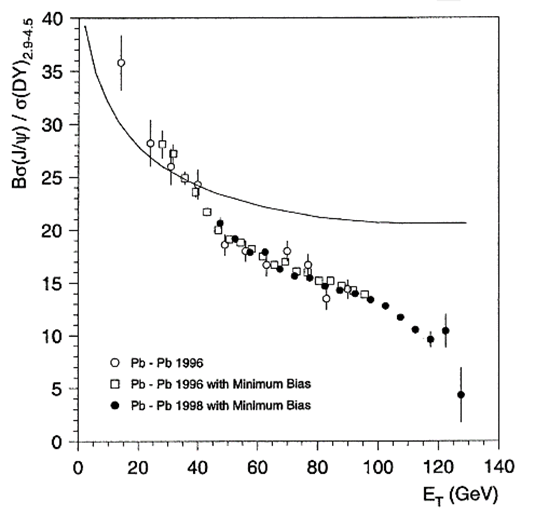 Bσ(J/ψ) / σ(DY)2.9-4.5
40
35
30
25
20
15
10
5
0
○ Pb - Pb 1996
□ Pb - Pb 1996 with Minimum Bias
● Pb - Pb 1998 with Minimum Bias
0 20 40 60 80 100 120 140
ET (GeV)